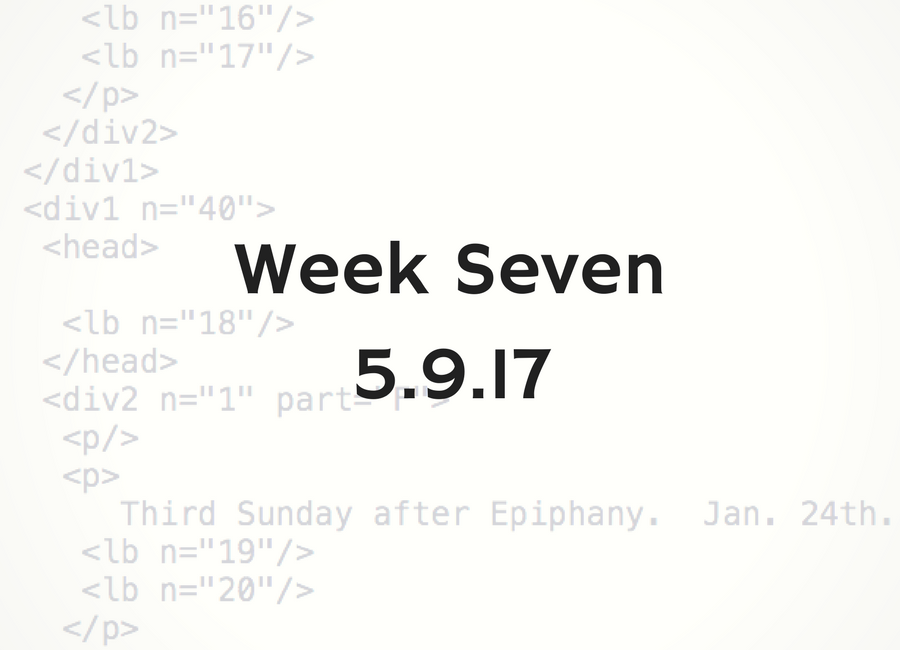 <lb n="16"/>
<lb n="17"/>
</p>
</div2>
</div1>
<div1 n="40">
<head>
Week Seven
<lb n="18"/>
</head>
5.9.17
<div2 n="1" part="F">
<p/>
<p>
Third Sunday after Epiphany. Jan. 24th.
<lb n="19"/>
<lb n="20"/>
</p>